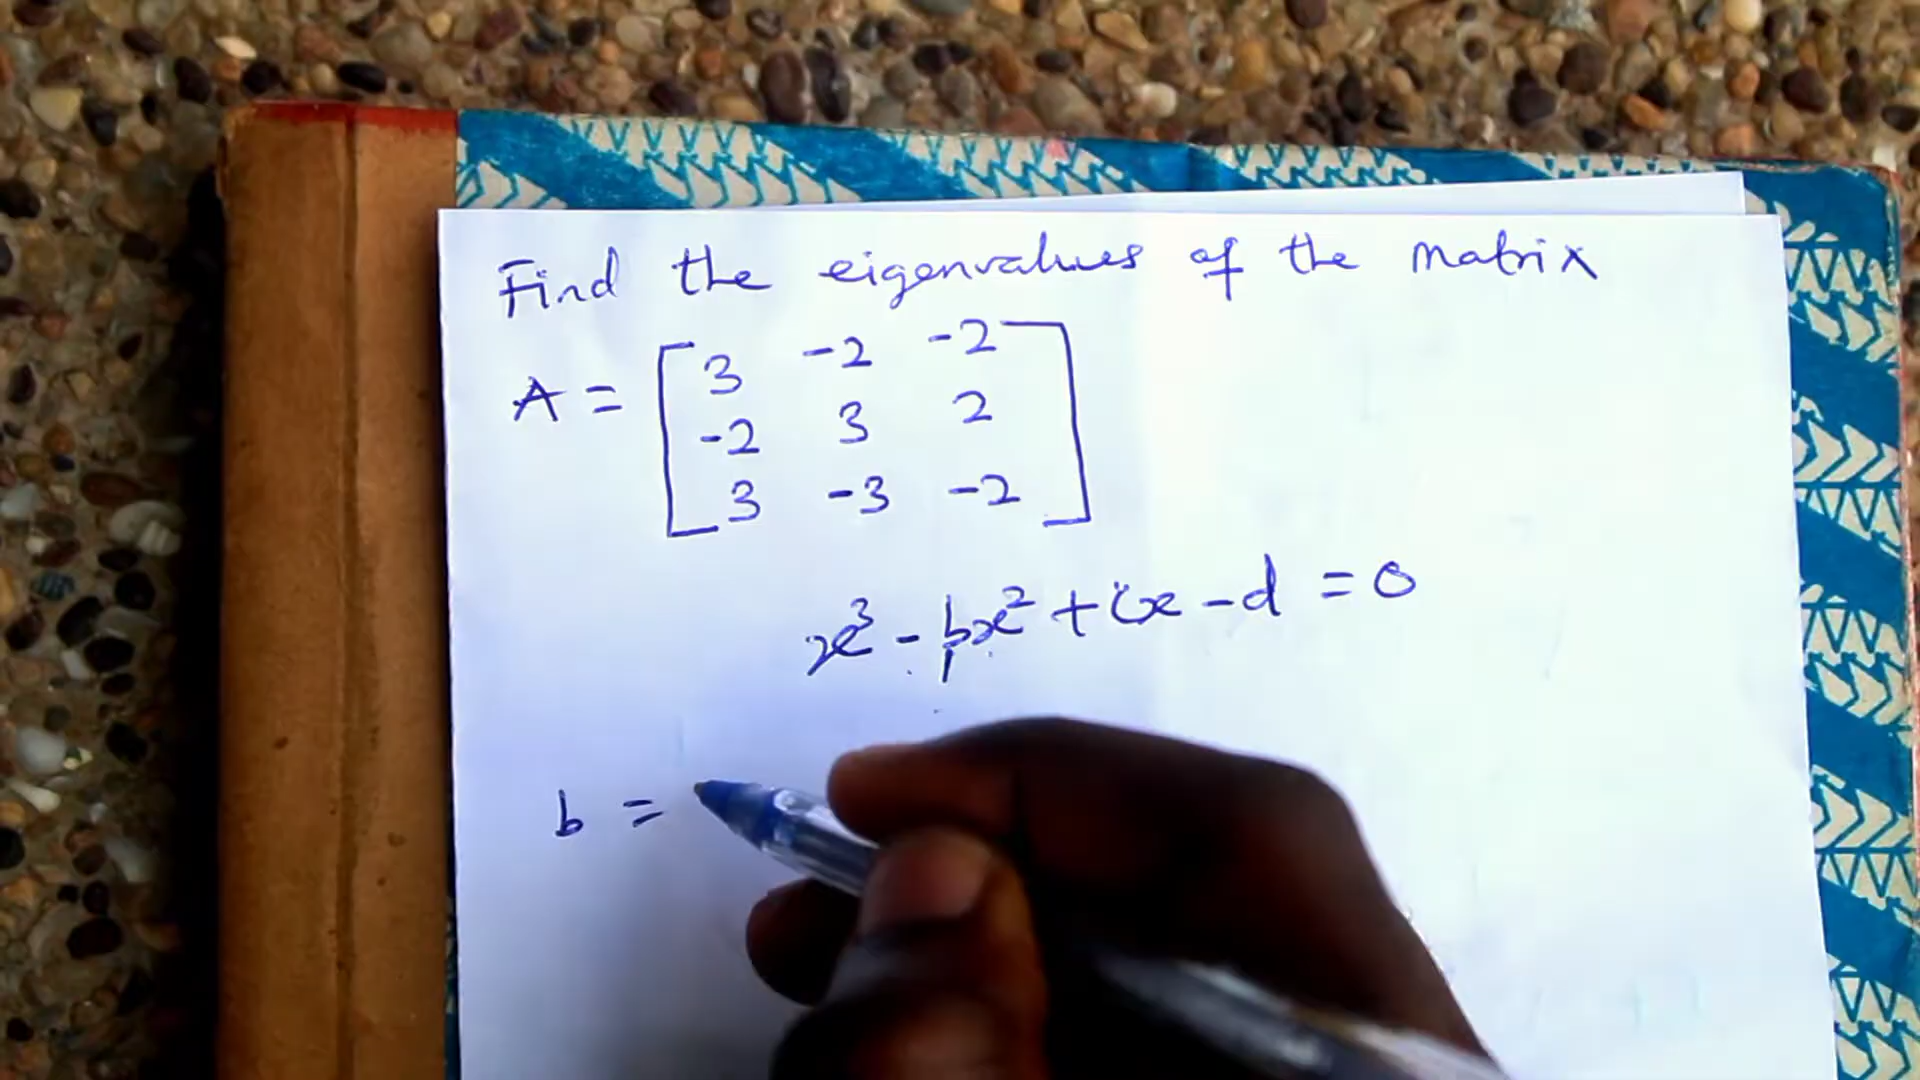 Find the eigenvalues of the matrix
A = [3 -2 -2
-2 3 2
3 -3 -2]
x³ - bx² + cx - d = 0
b =